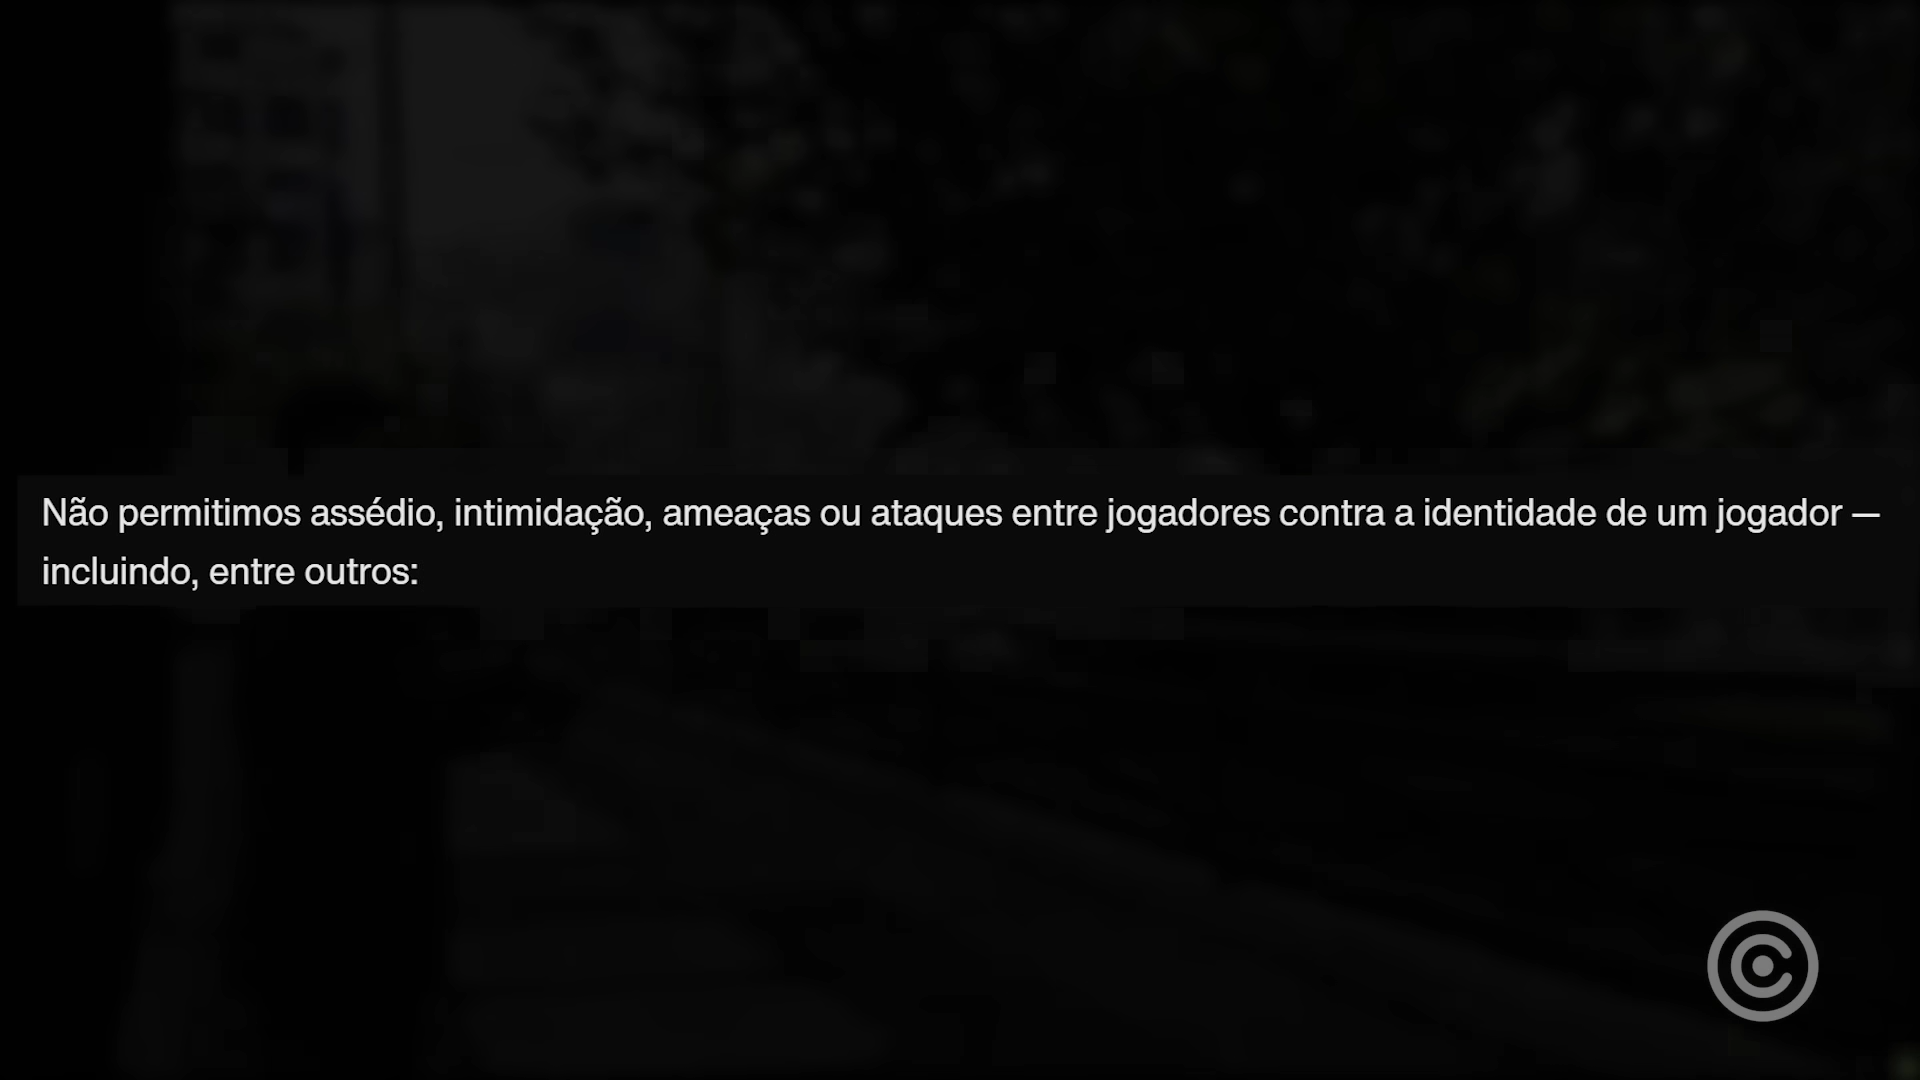 Não permitimos assédio, intimidação, ameaças ou ataques entre jogadores contra a identidade de um jogador —
incluindo, entre outros: